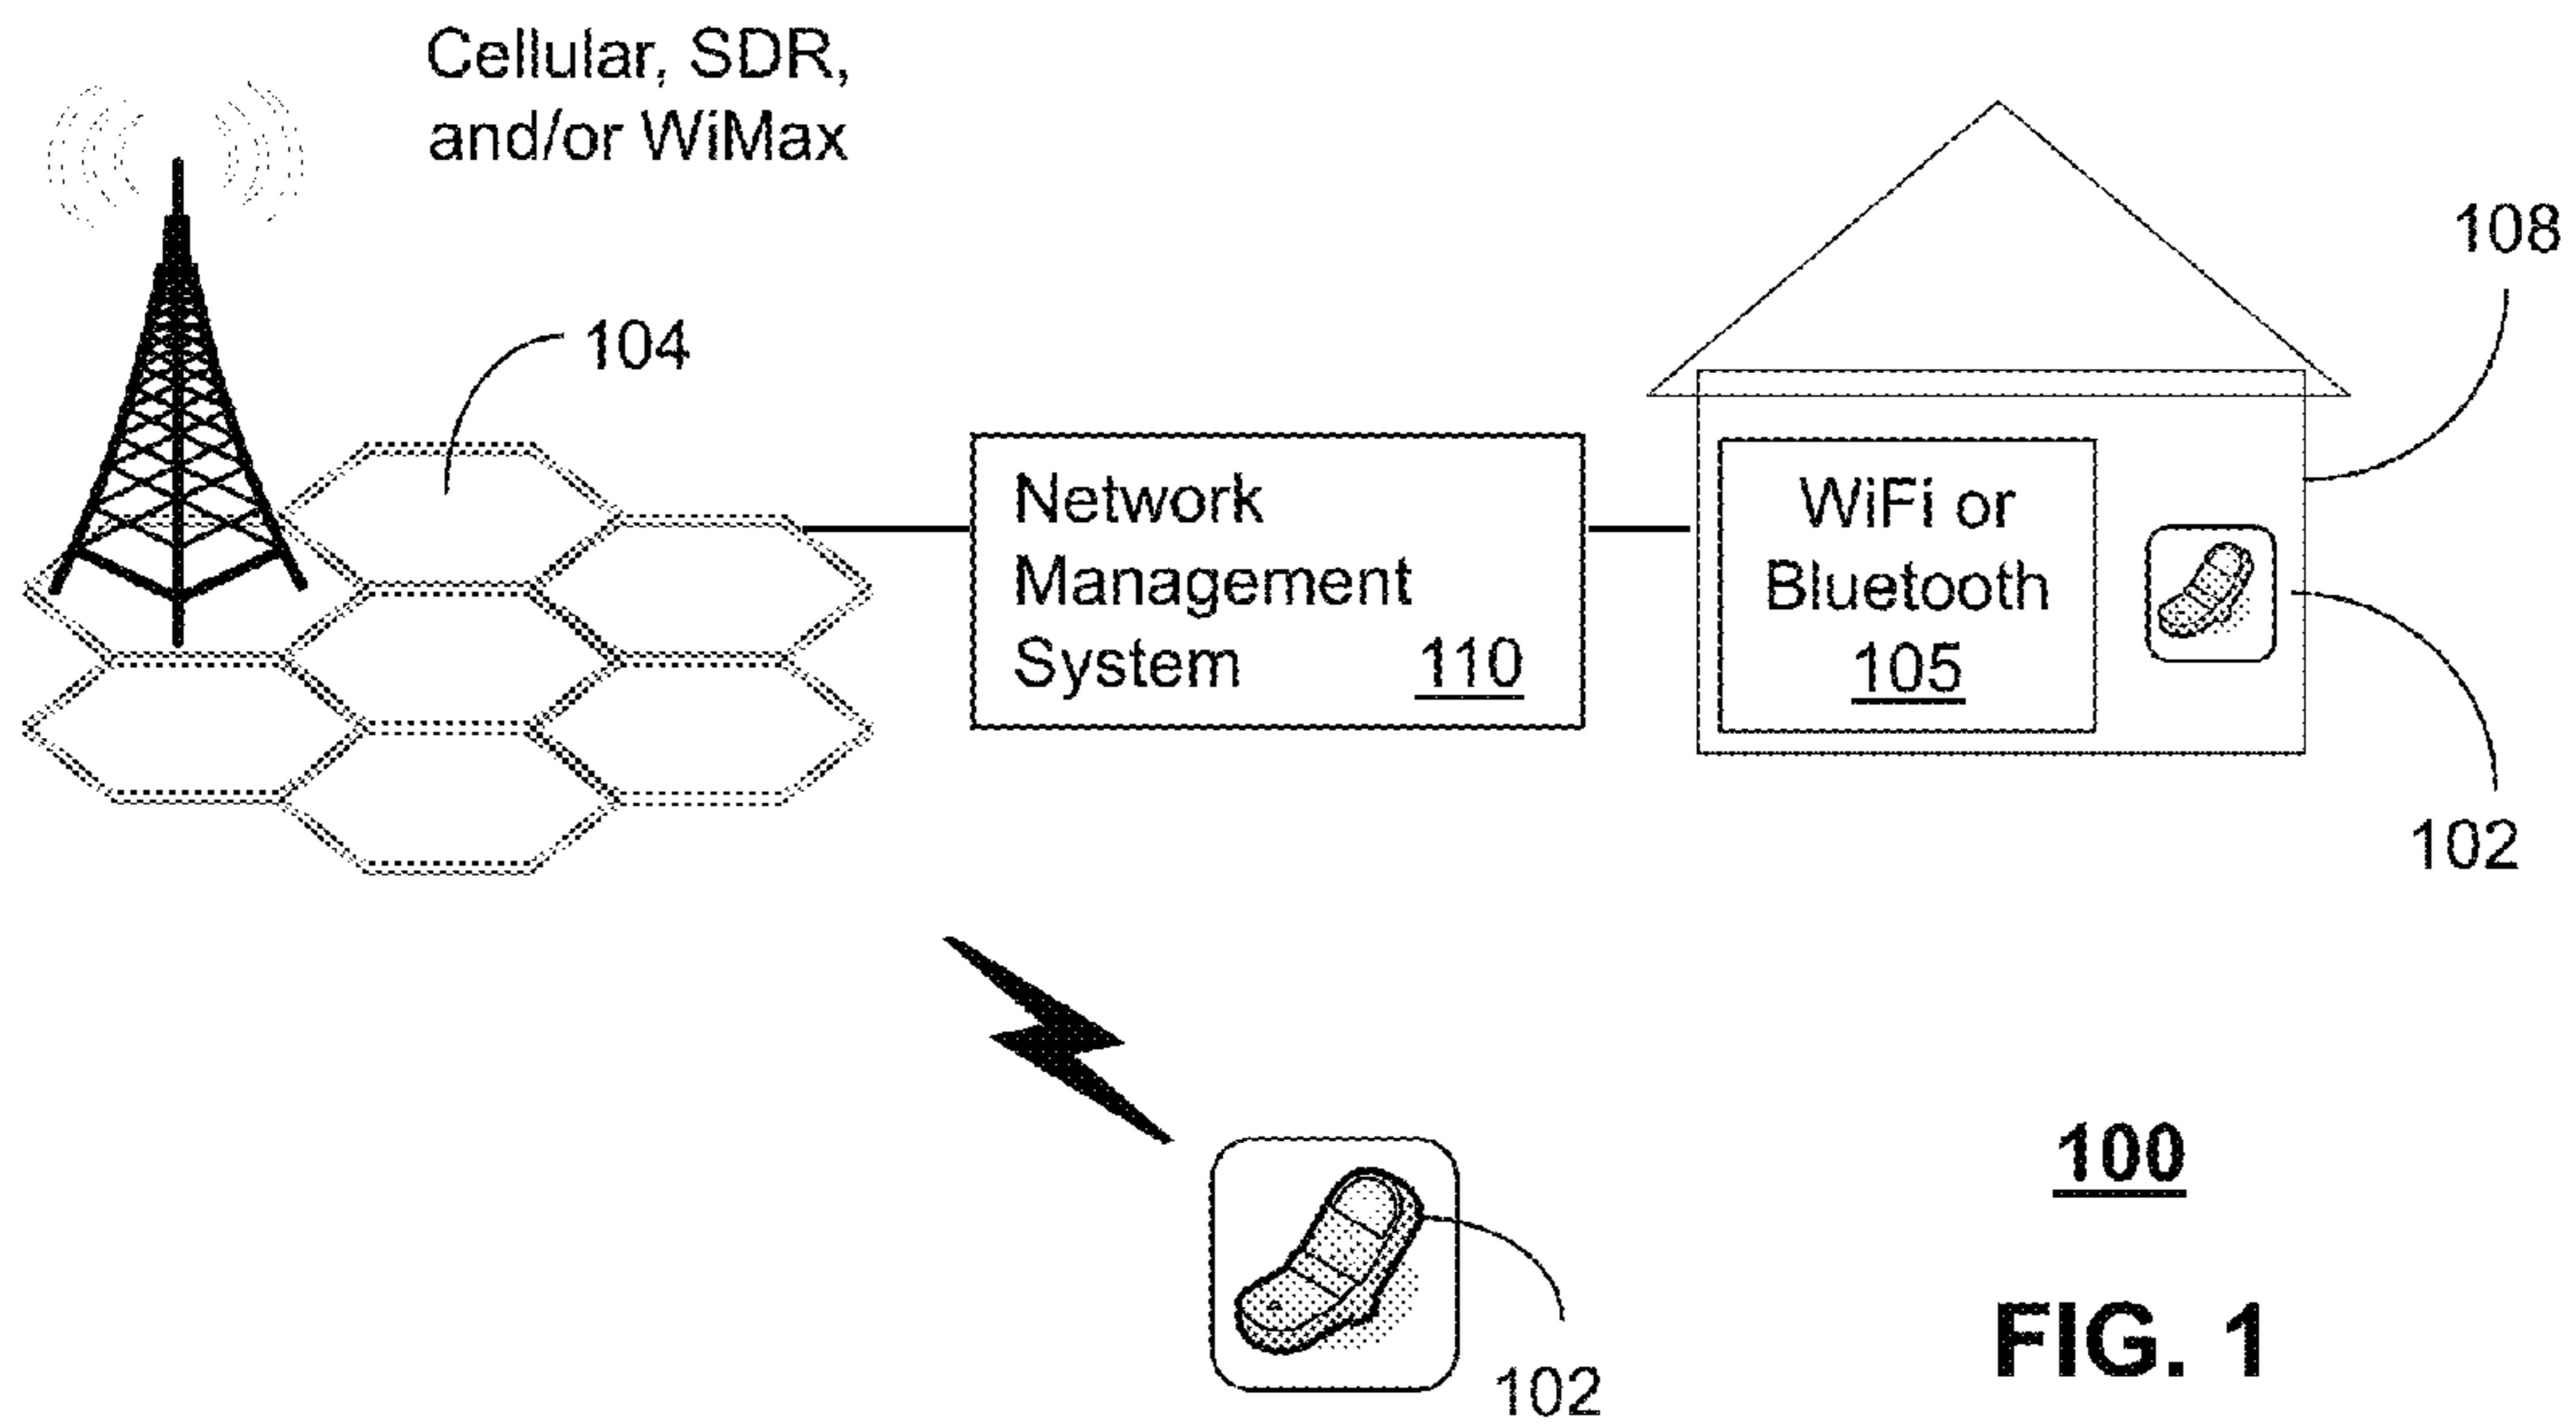 Cellular, SDR,
and/or WiMax
108
104
Network
Management
System 110
WiFi or
Bluetooth
105
102
100
FIG. 1
102